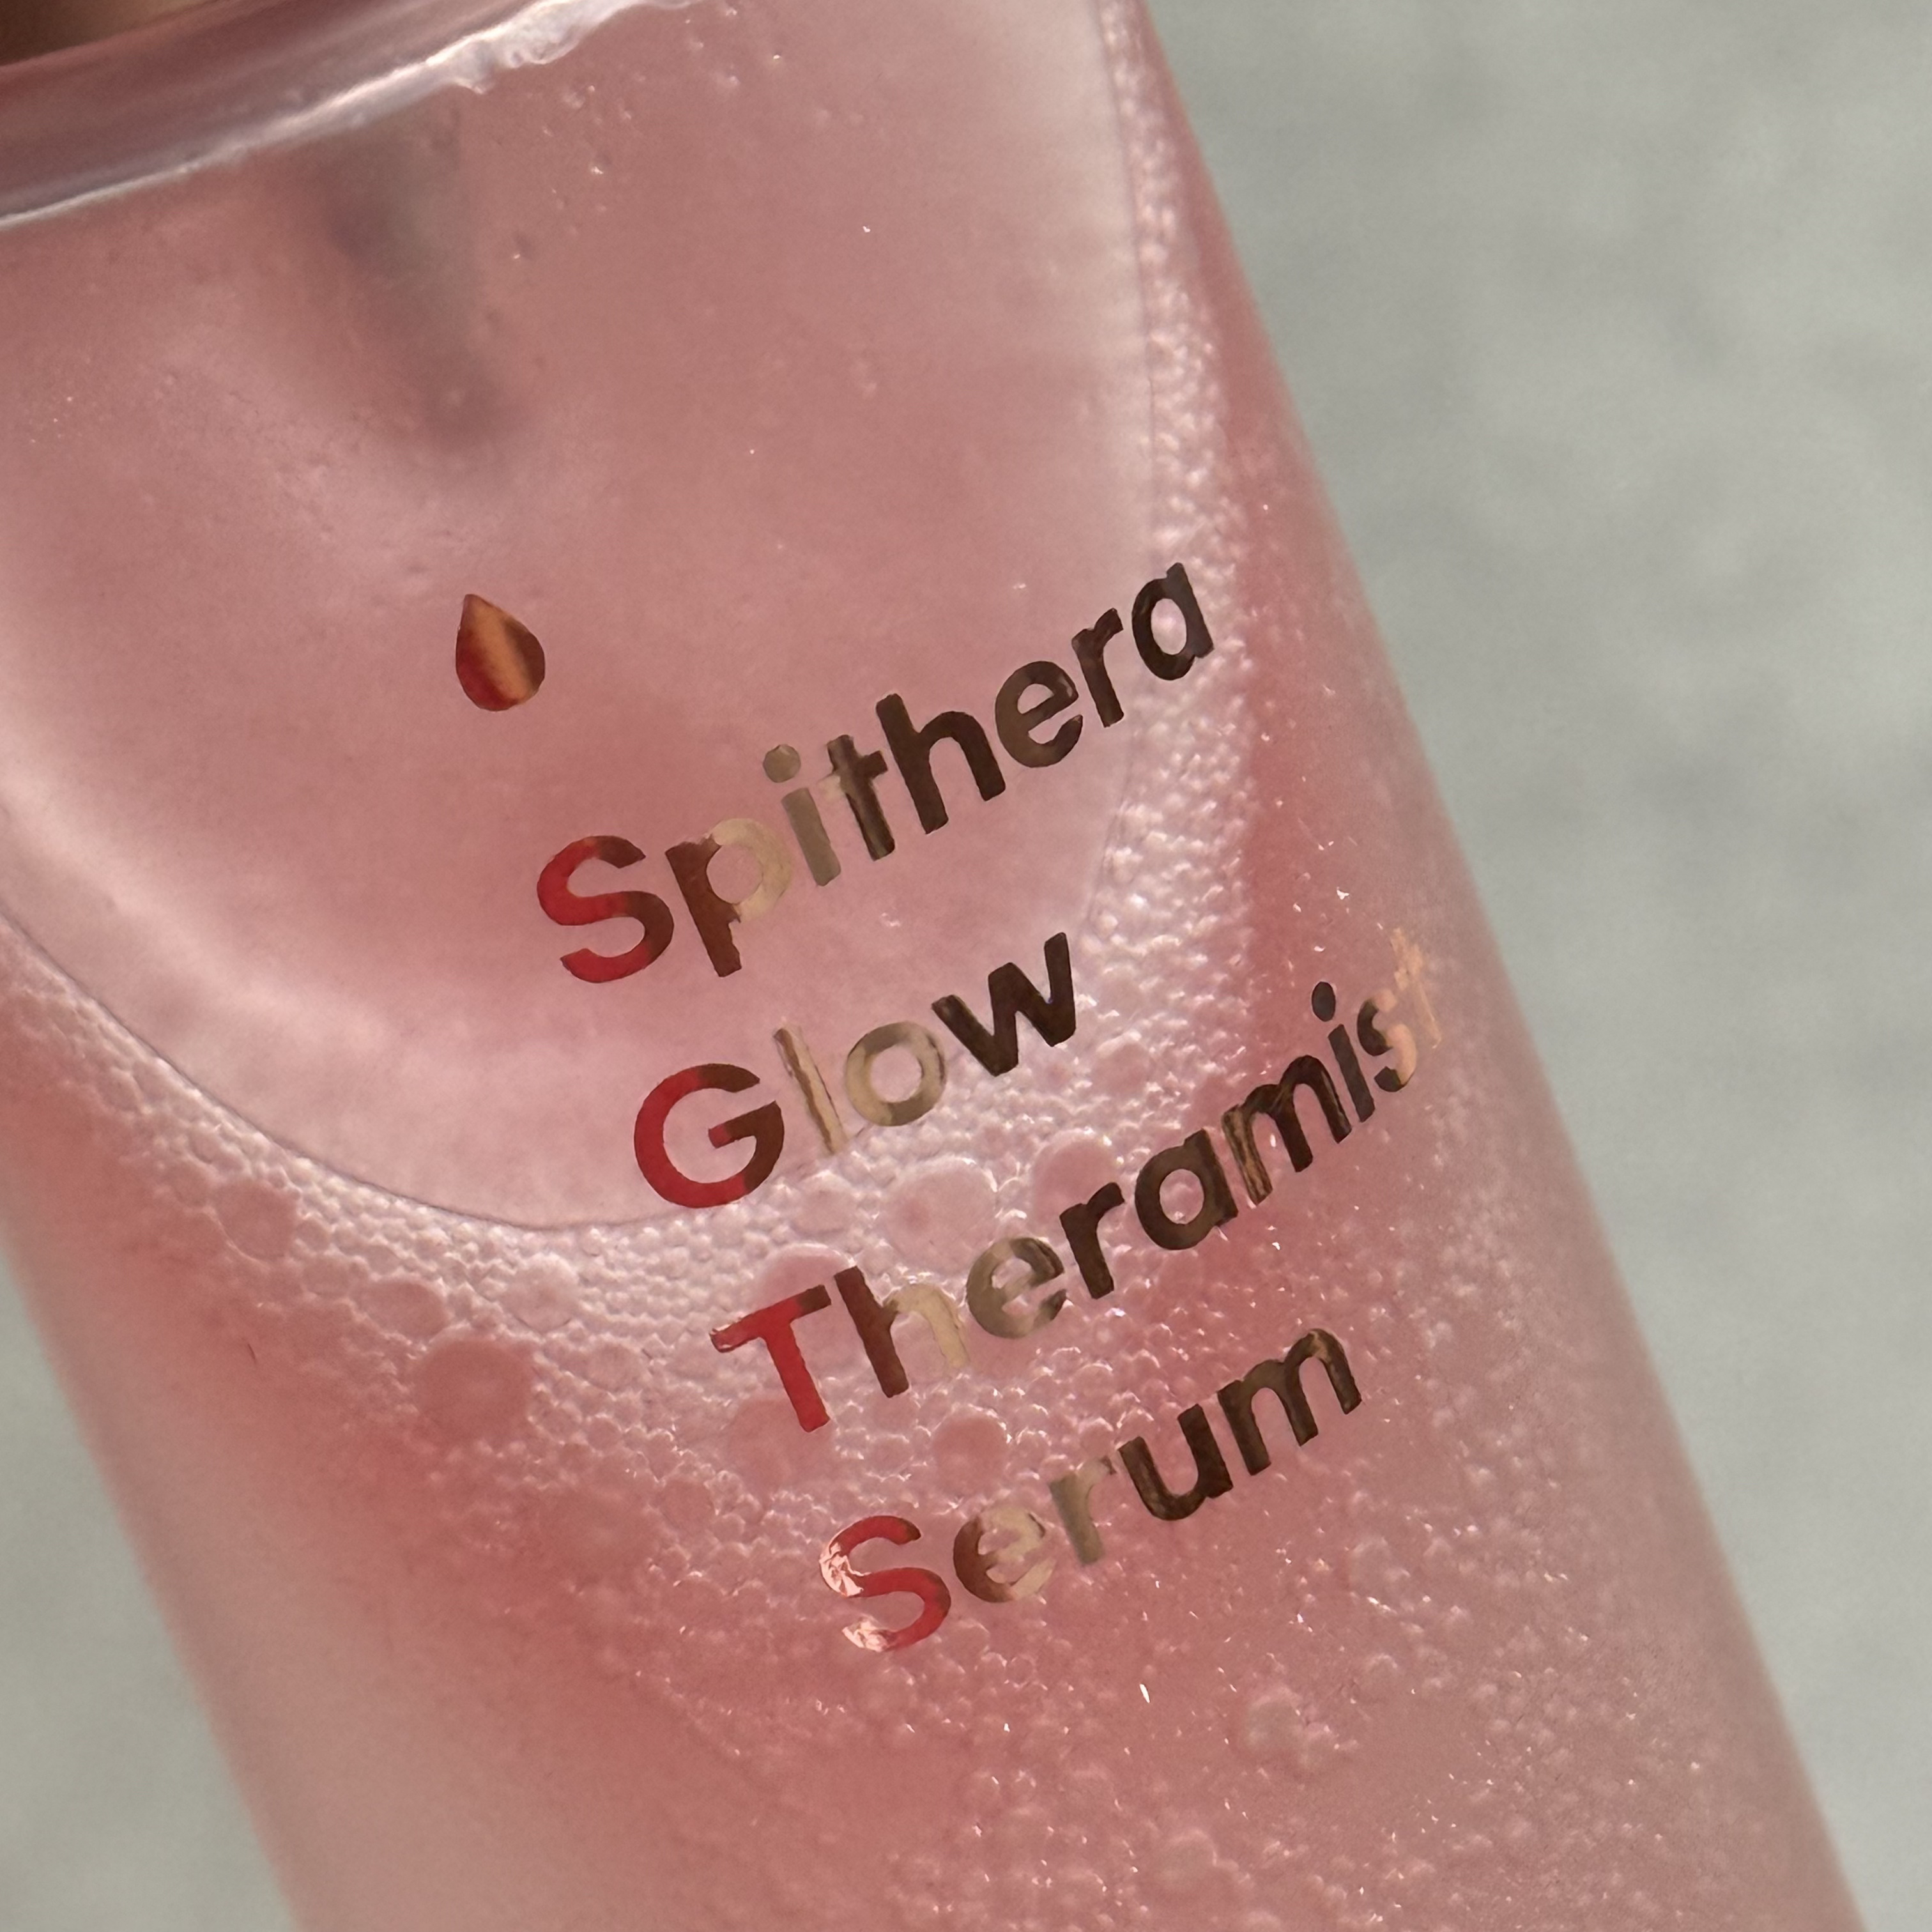 Spithera
Glow
Theramist
Serum